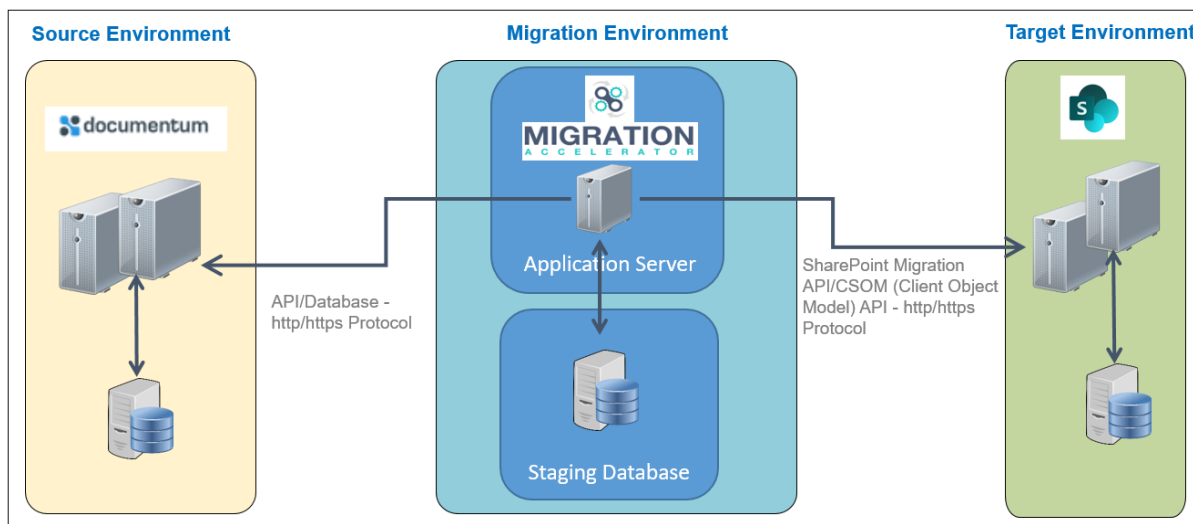 Source Environment
Migration Environment
Target Environment
documentum
MIGRATION
ACCELERATOR
S
Application Server
API/Database -
http/https Protocol
SharePoint Migration
API/CSOM (Client Object
Model) API - http/https
Protocol
Staging Database